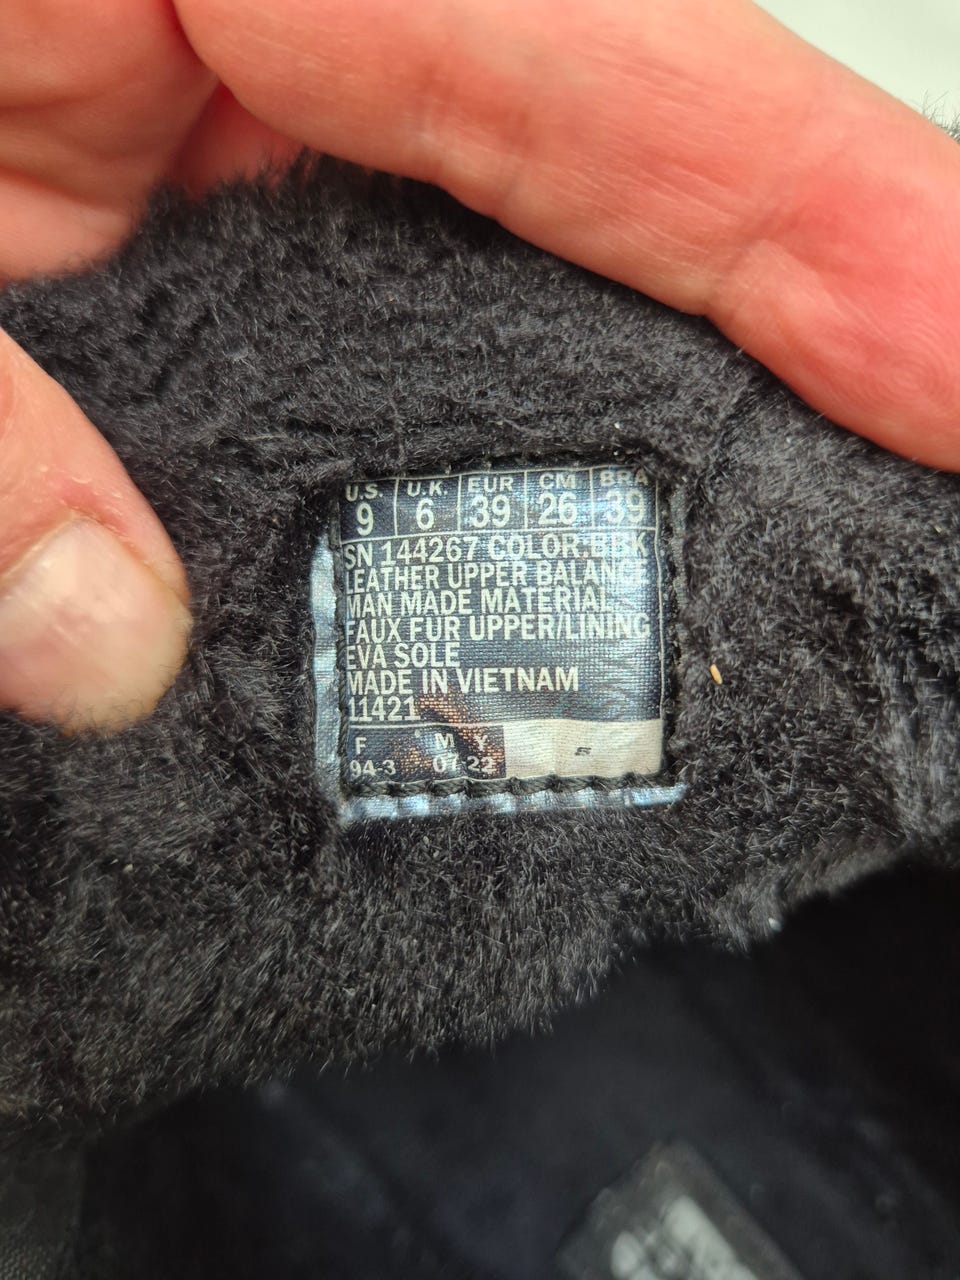 U.S. U.K. EUR CM BRA
9 6 39 26 39
SN 144267 COLOR:BBK
LEATHER UPPER BALANCE
MAN MADE MATERIAL
FAUX FUR UPPER/LINING
EVA SOLE
MADE IN VIETNAM
11421
F M Y
94-3 07-22